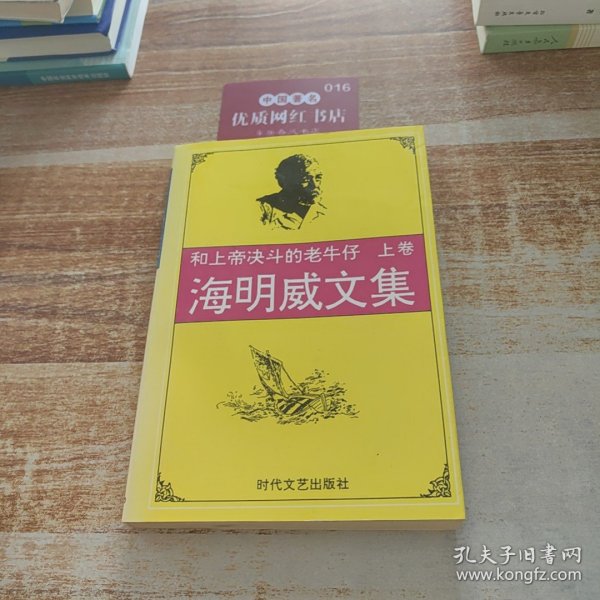 016
中国著名
优质网红书店
和上帝决斗的老牛仔 上卷
海明威文集
时代文艺出版社
孔夫子旧书网
www.kongfz.com